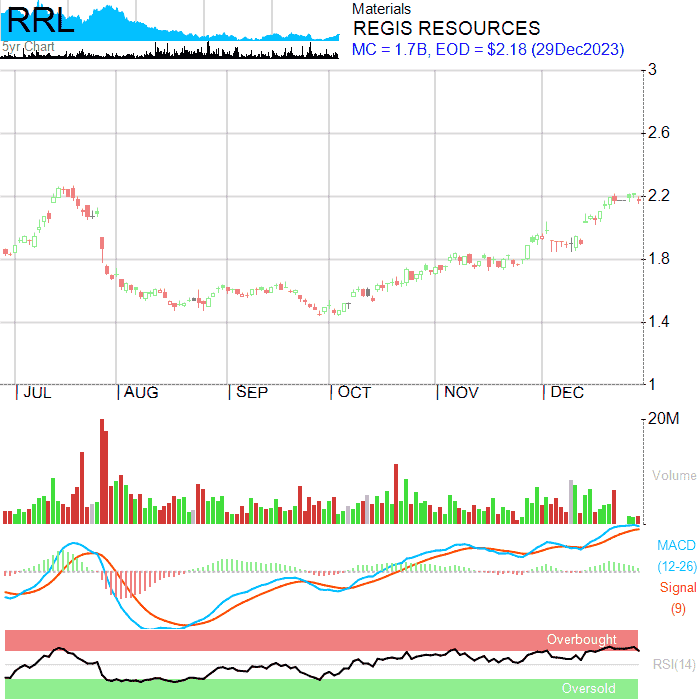 RRL
5yr Chart
Materials
REGIS RESOURCES
MC = 1.7B, EOD = $2.18 (29Dec2023)
3
2.6
2.2
1.8
1.4
1
JUL AUG SEP OCT NOV DEC
20M
Volume
MACD
(12-26)
Signal
(9)
Overbought
RSI(14)
Oversold